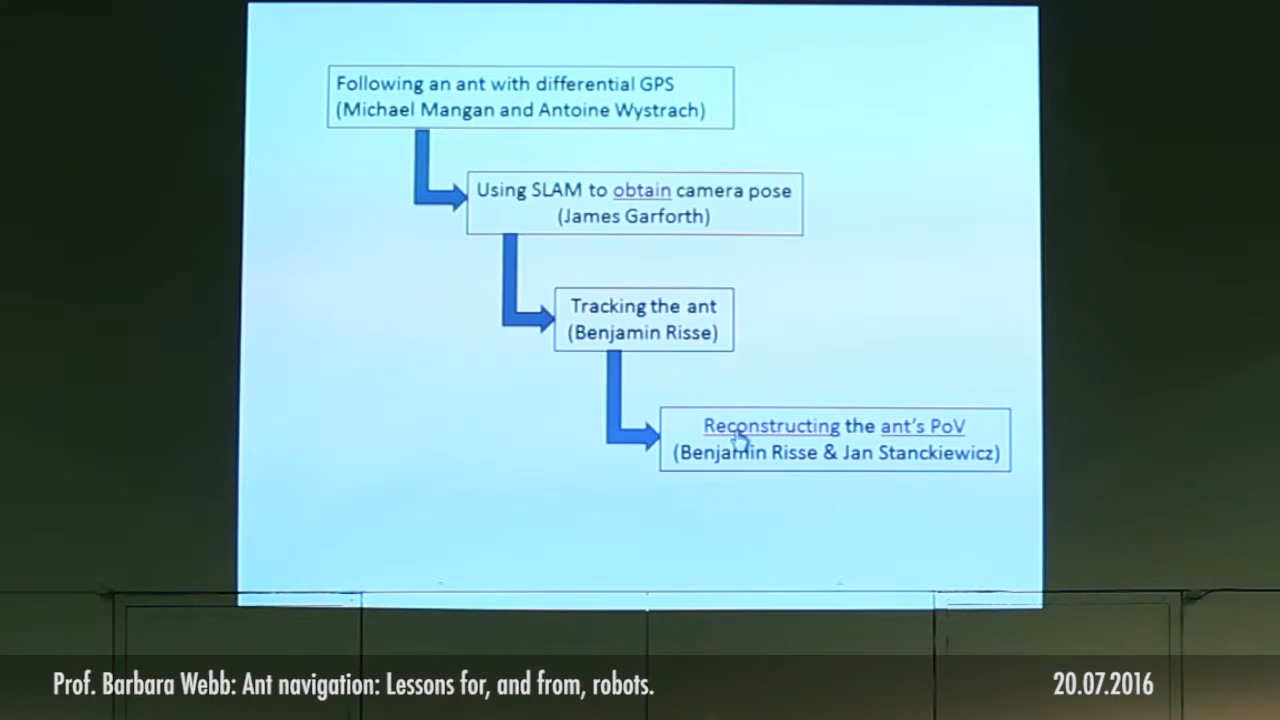 Following an ant with differential GPS
(Michael Mangan and Antoine Wystrach)
Using SLAM to obtain camera pose
(James Garforth)
Tracking the ant
(Benjamin Risse)
Reconstructing the ant's PoV
(Benjamin Risse & Jan Stanckiewicz)
Prof. Barbara Webb: Ant navigation: Lessons for, and from, robots.
20.07.2016